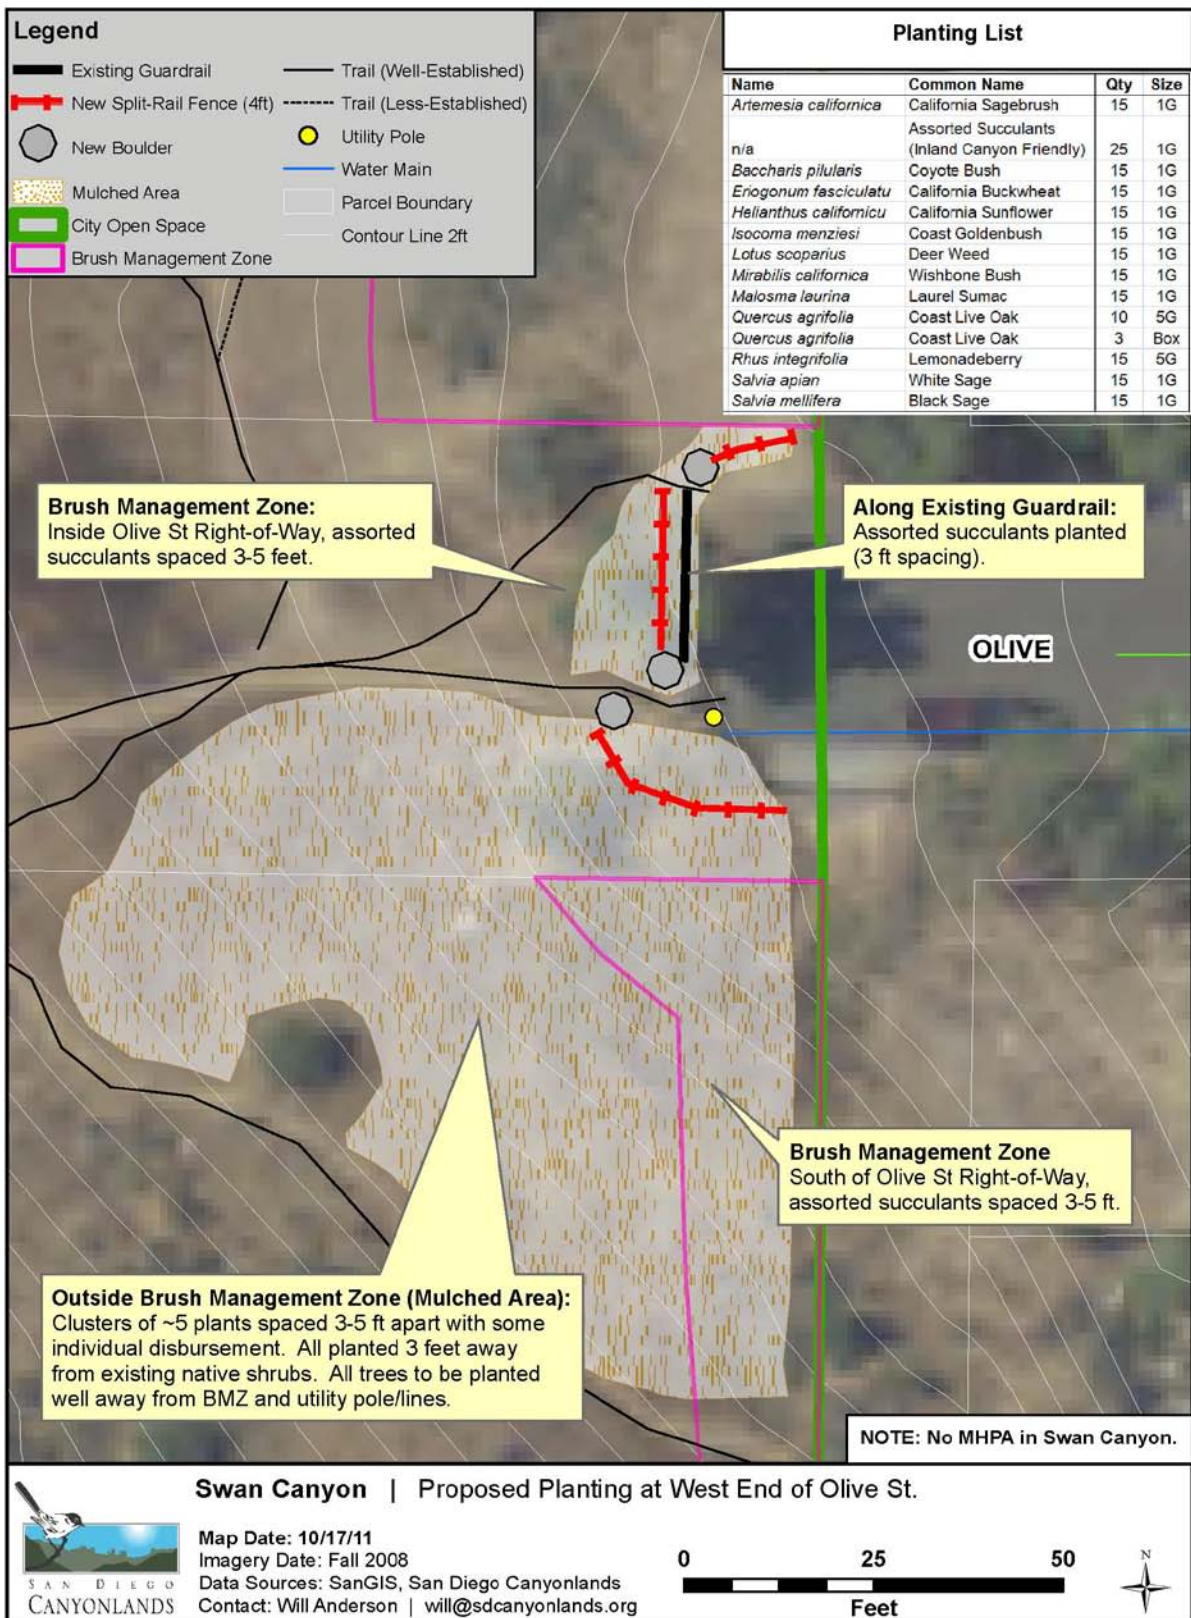 Legend
Existing Guardrail
New Split-Rail Fence (4ft)
New Boulder
Mulched Area
City Open Space
Brush Management Zone
Trail (Well-Established)
Trail (Less-Established)
Utility Pole
Water Main
Parcel Boundary
Contour Line 2ft
Planting List
Name Common Name Qty Size
Artemesia californica California Sagebrush 15 1G
Assorted Succulants
n/a (Inland Canyon Friendly) 25 1G
Baccharis pilularis Coyote Bush 15 1G
Eriogonum fasciculatu California Buckwheat 15 1G
Helianthus californicu California Sunflower 15 1G
Isocoma menziesi Coast Goldenbush 15 1G
Lotus scoparius Deer Weed 15 1G
Mirabilis californica Wishbone Bush 15 1G
Malosma laurina Laurel Sumac 15 1G
Quercus agrifolia Coast Live Oak 10 5G
Quercus agrifolia Coast Live Oak 3 Box
Rhus integrifolia Lemonadeberry 15 5G
Salvia apian White Sage 15 1G
Salvia mellifera Black Sage 15 1G
Brush Management Zone:
Inside Olive St Right-of-Way, assorted
succulants spaced 3-5 feet.
Along Existing Guardrail:
Assorted succulants planted
(3 ft spacing).
OLIVE
Brush Management Zone
South of Olive St Right-of-Way,
assorted succulants spaced 3-5 ft.
Outside Brush Management Zone (Mulched Area):
Clusters of ~5 plants spaced 3-5 ft apart with some
individual disbursement. All planted 3 feet away
from existing native shrubs. All trees to be planted
well away from BMZ and utility pole/lines.
NOTE: No MHPA in Swan Canyon.
Swan Canyon | Proposed Planting at West End of Olive St.
Map Date: 10/17/11
Imagery Date: Fall 2008
Data Sources: SanGIS, San Diego Canyonlands
Contact: Will Anderson | will@sdcanyonlands.org
SAN DIEGO
CANYONLANDS
0 25 50
Feet
N